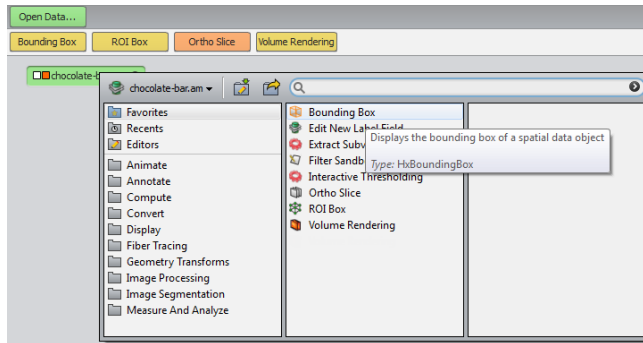 Open Data...
Bounding Box ROI Box Ortho Slice Volume Rendering
chocolate-
chocolate-bar.am
Favorites
Recents
Editors
Animate
Annotate
Compute
Convert
Display
Fiber Tracing
Geometry Transforms
Image Processing
Image Segmentation
Measure And Analyze
Bounding Box
Edit New Label Field
Extract Subv
Filter Sandb
Interactive Thresholding
Ortho Slice
ROI Box
Volume Rendering
Displays the bounding box of a spatial data object
Type: HxBoundingBox